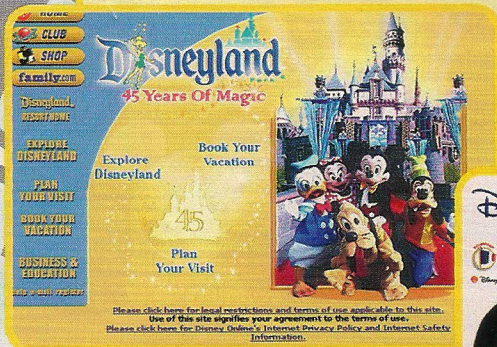 HOME
CLUB
SHOP
family.com
Disneyland
RESORT HOME
EXPLORE
DISNEYLAND
PLAN
YOUR VISIT
BOOK YOUR
VACATION
BUSINESS &
EDUCATION
help e-mail register
Disneyland
45 Years Of Magic
Explore
Disneyland
Book Your
Vacation
45
Plan
Your Visit
Please click here for legal restrictions and terms of use applicable to this site.
Use of this site signifies your agreement to the terms of use.
Please click here for Disney Online's Internet Privacy Policy and Internet Safety
Information.